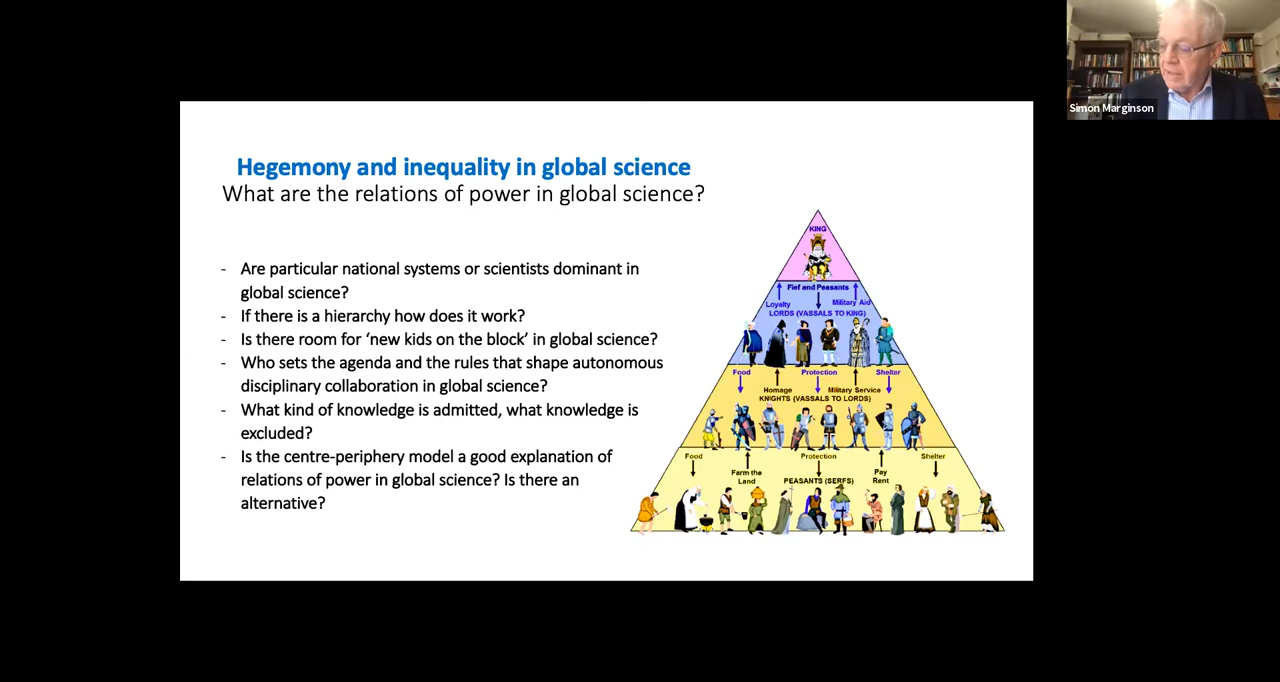 Simon Marginson
Hegemony and inequality in global science
What are the relations of power in global science?
- Are particular national systems or scientists dominant in
global science?
- If there is a hierarchy how does it work?
- Is there room for ‘new kids on the block’ in global science?
- Who sets the agenda and the rules that shape autonomous
disciplinary collaboration in global science?
- What kind of knowledge is admitted, what knowledge is
excluded?
- Is the centre-periphery model a good explanation of
relations of power in global science? Is there an
alternative?
KING
Fief and Peasants
Loyalty
Military Aid
LORDS (VASSALS TO KING)
Food
Protection
Shelter
Homage
Military Service
KNIGHTS (VASSALS TO LORDS)
Food
Protection
Shelter
Farm the
Land
Pay
Rent
PEASANTS (SERFS)